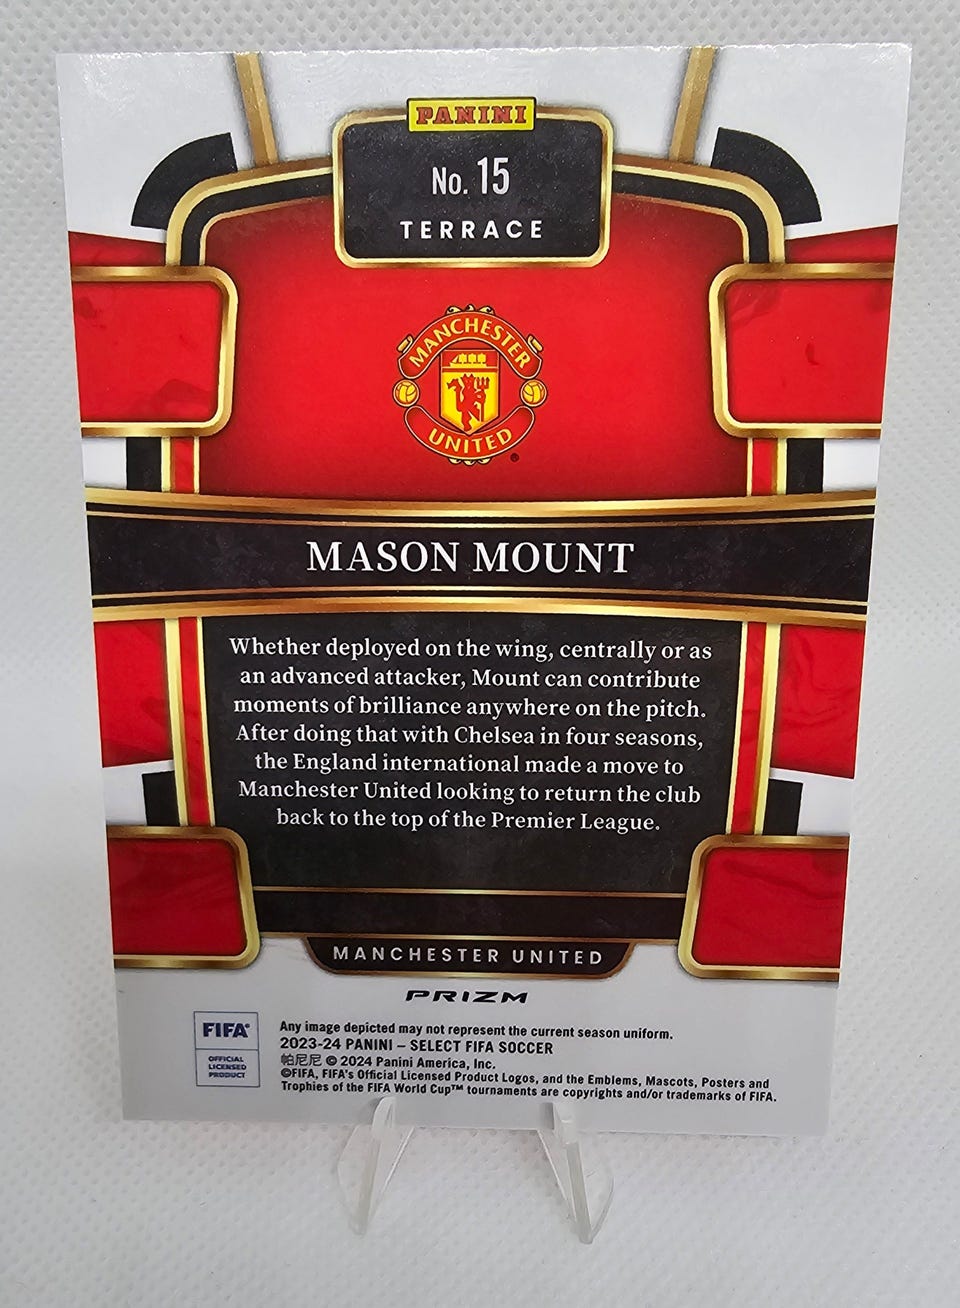 PANINI
No. 15
TERRACE
MANCHESTER
UNITED
®
MASON MOUNT
Whether deployed on the wing, centrally or as
an advanced attacker, Mount can contribute
moments of brilliance anywhere on the pitch.
After doing that with Chelsea in four seasons,
the England international made a move to
Manchester United looking to return the club
back to the top of the Premier League.
MANCHESTER UNITED
PRIZM
FIFA®
OFFICIAL
LICENSED
PRODUCT
Any image depicted may not represent the current season uniform.
2023-24 PANINI – SELECT FIFA SOCCER
帕尼尼 © 2024 Panini America, Inc.
©FIFA, FIFA's Official Licensed Product Logos, and the Emblems, Mascots, Posters and
Trophies of the FIFA World Cup™ tournaments are copyrights and/or trademarks of FIFA.